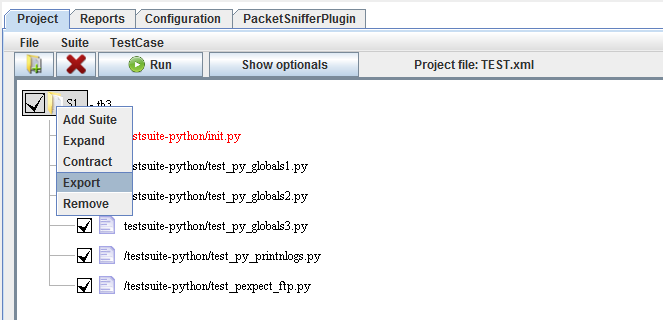 Project Reports Configuration PacketSnifferPlugin
File Suite TestCase
Run Show optionals Project file: TEST.xml
S1 - tb3
Add Suite
testsuite-python/init.py
Expand
Contract
testsuite-python/test_py_globals1.py
Export
testsuite-python/test_py_globals2.py
Remove
testsuite-python/test_py_globals3.py
/testsuite-python/test_py_printnlogs.py
/testsuite-python/test_pexpect_ftp.py